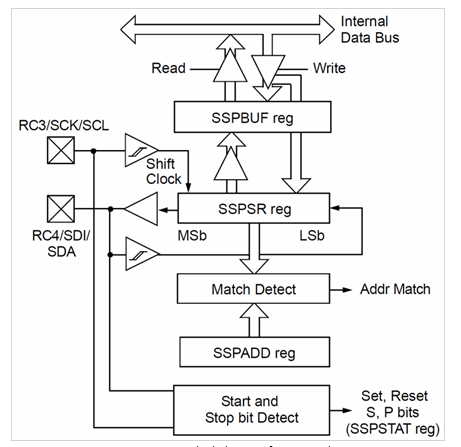 Internal
Data Bus
Read
Write
SSPBUF reg
RC3/SCK/SCL
Shift
Clock
SSPSR reg
MSb
LSb
RC4/SDI/
SDA
Match Detect
Addr Match
SSPADD reg
Start and
Stop bit Detect
Set, Reset
S, P bits
(SSPSTAT reg)